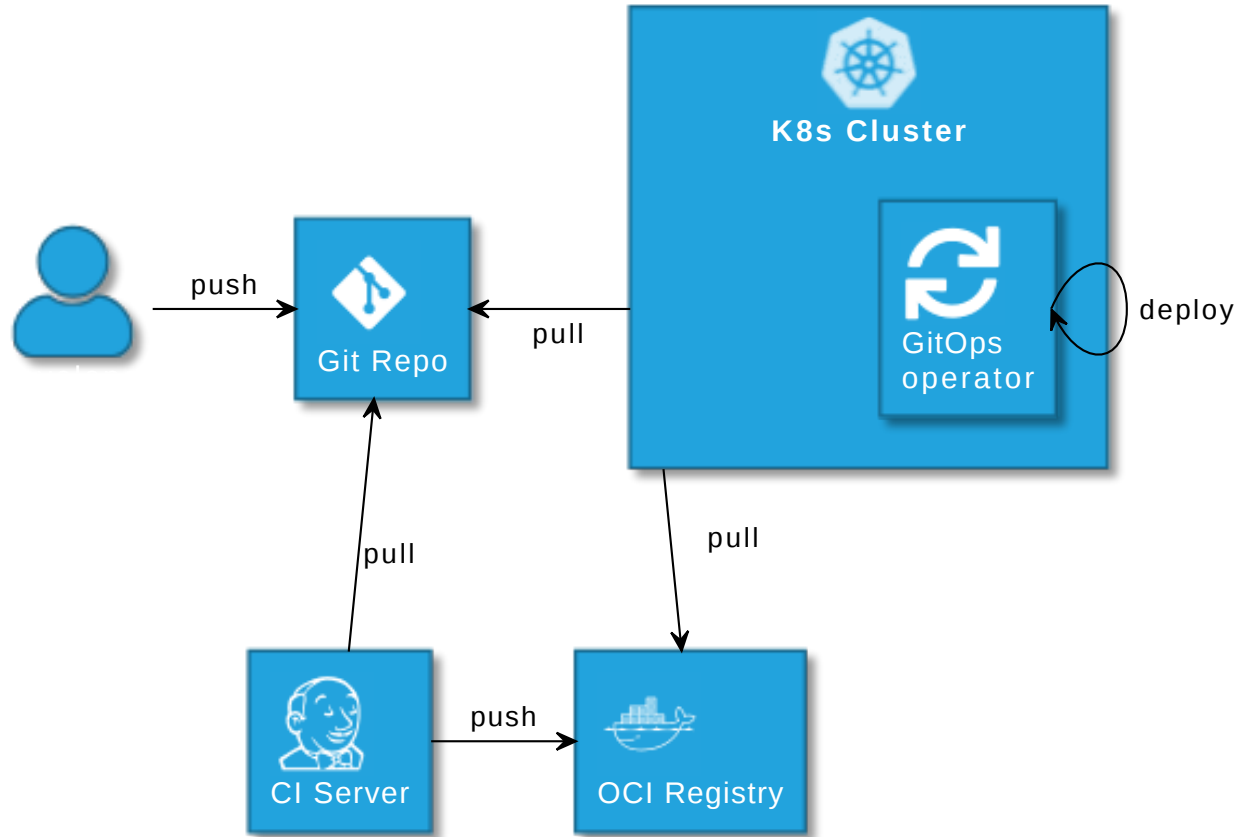 K8s Cluster
push
Git Repo
pull
GitOps
operator
deploy
pull
pull
CI Server
push
OCI Registry